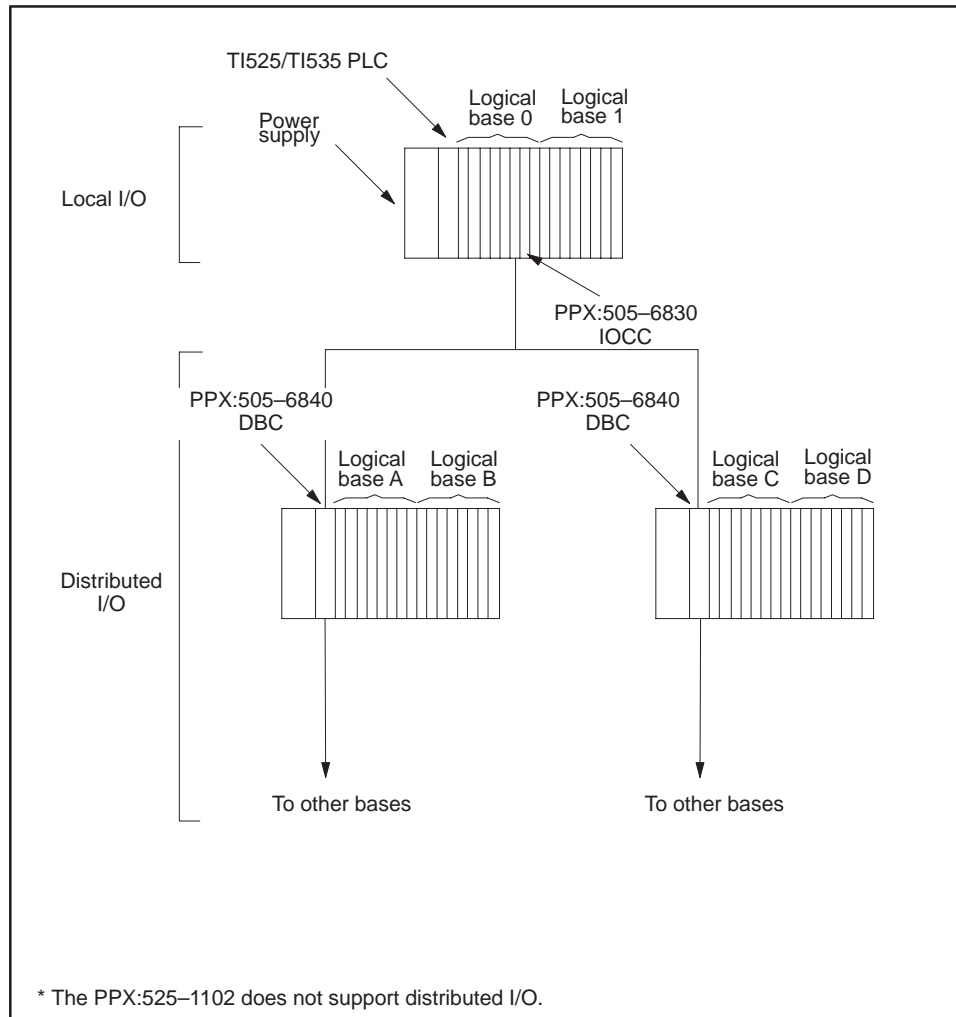 TI525/TI535 PLC
Logical
base 0
Logical
base 1
Power
supply
Local I/O
PPX:505–6830
IOCC
PPX:505–6840
DBC
PPX:505–6840
DBC
Logical
base A
Logical
base B
Logical
base C
Logical
base D
Distributed
I/O
To other bases
To other bases
* The PPX:525–1102 does not support distributed I/O.